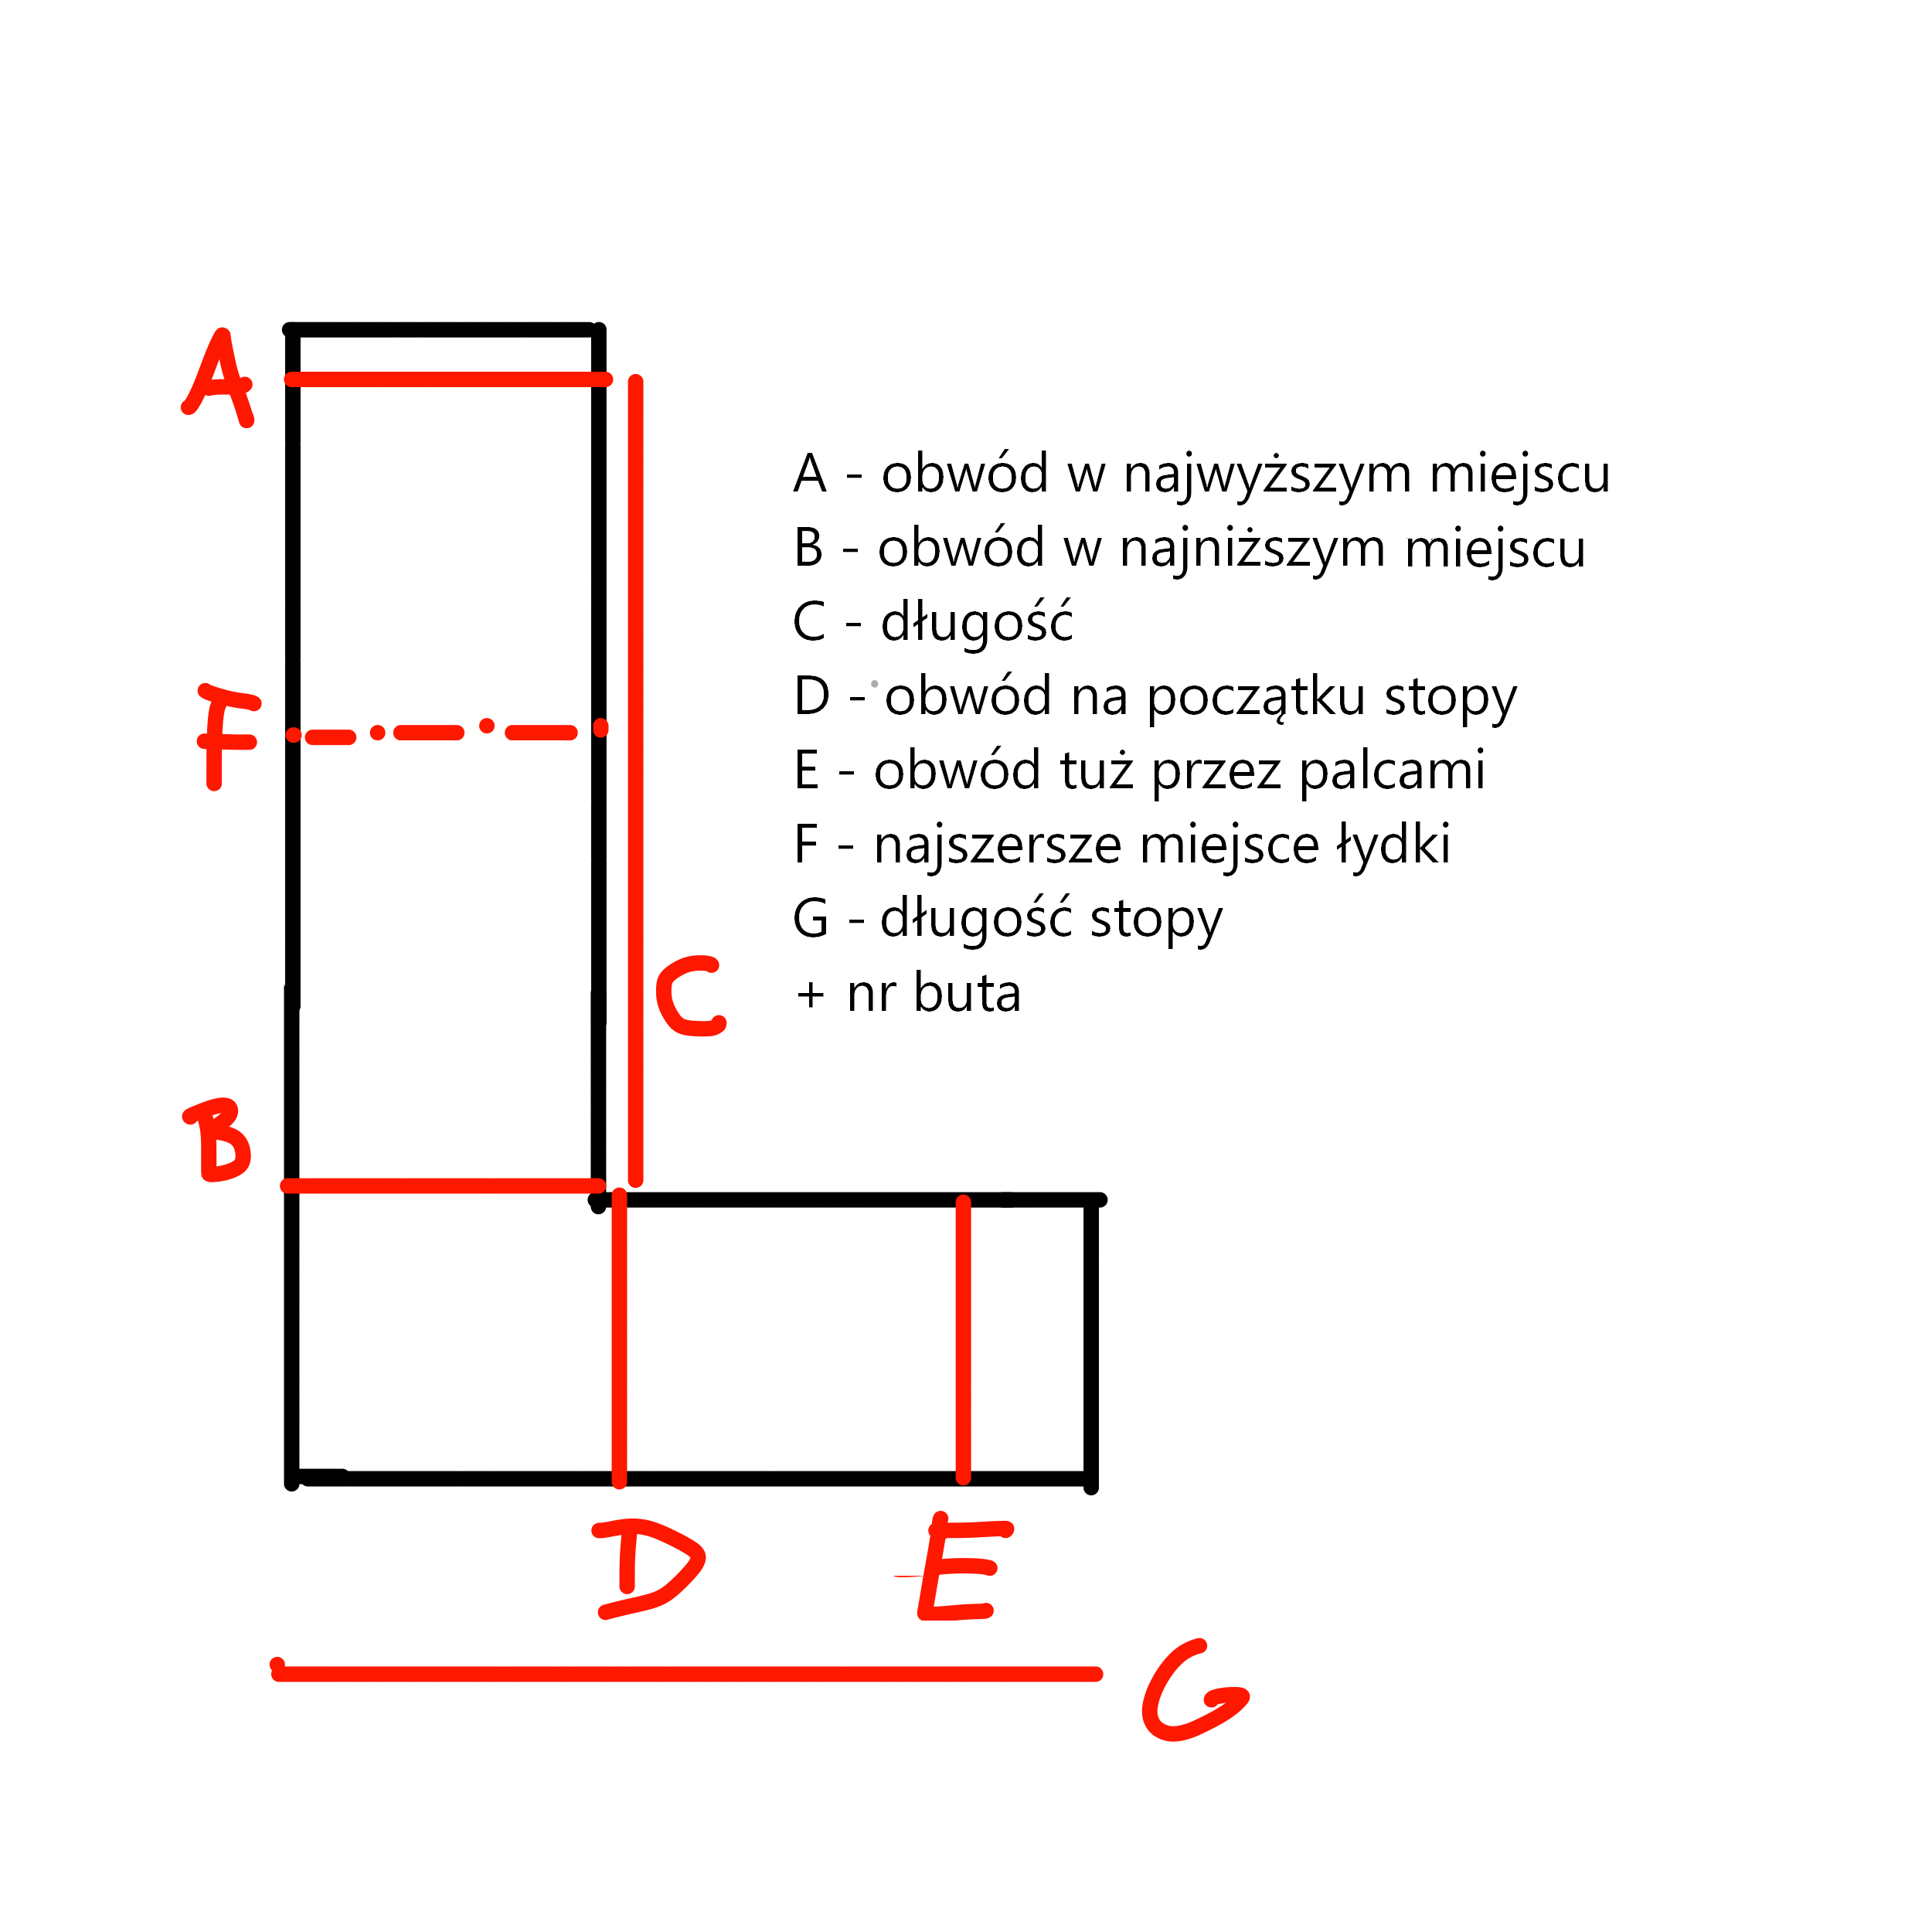 A
A - obwód w najwyższym miejscu
B - obwód w najniższym miejscu
C - długość
D - obwód na początku stopy
F
E - obwód tuż przez palcami
F - najszersze miejsce łydki
G - długość stopy
C
+ nr buta
B
D
E
G